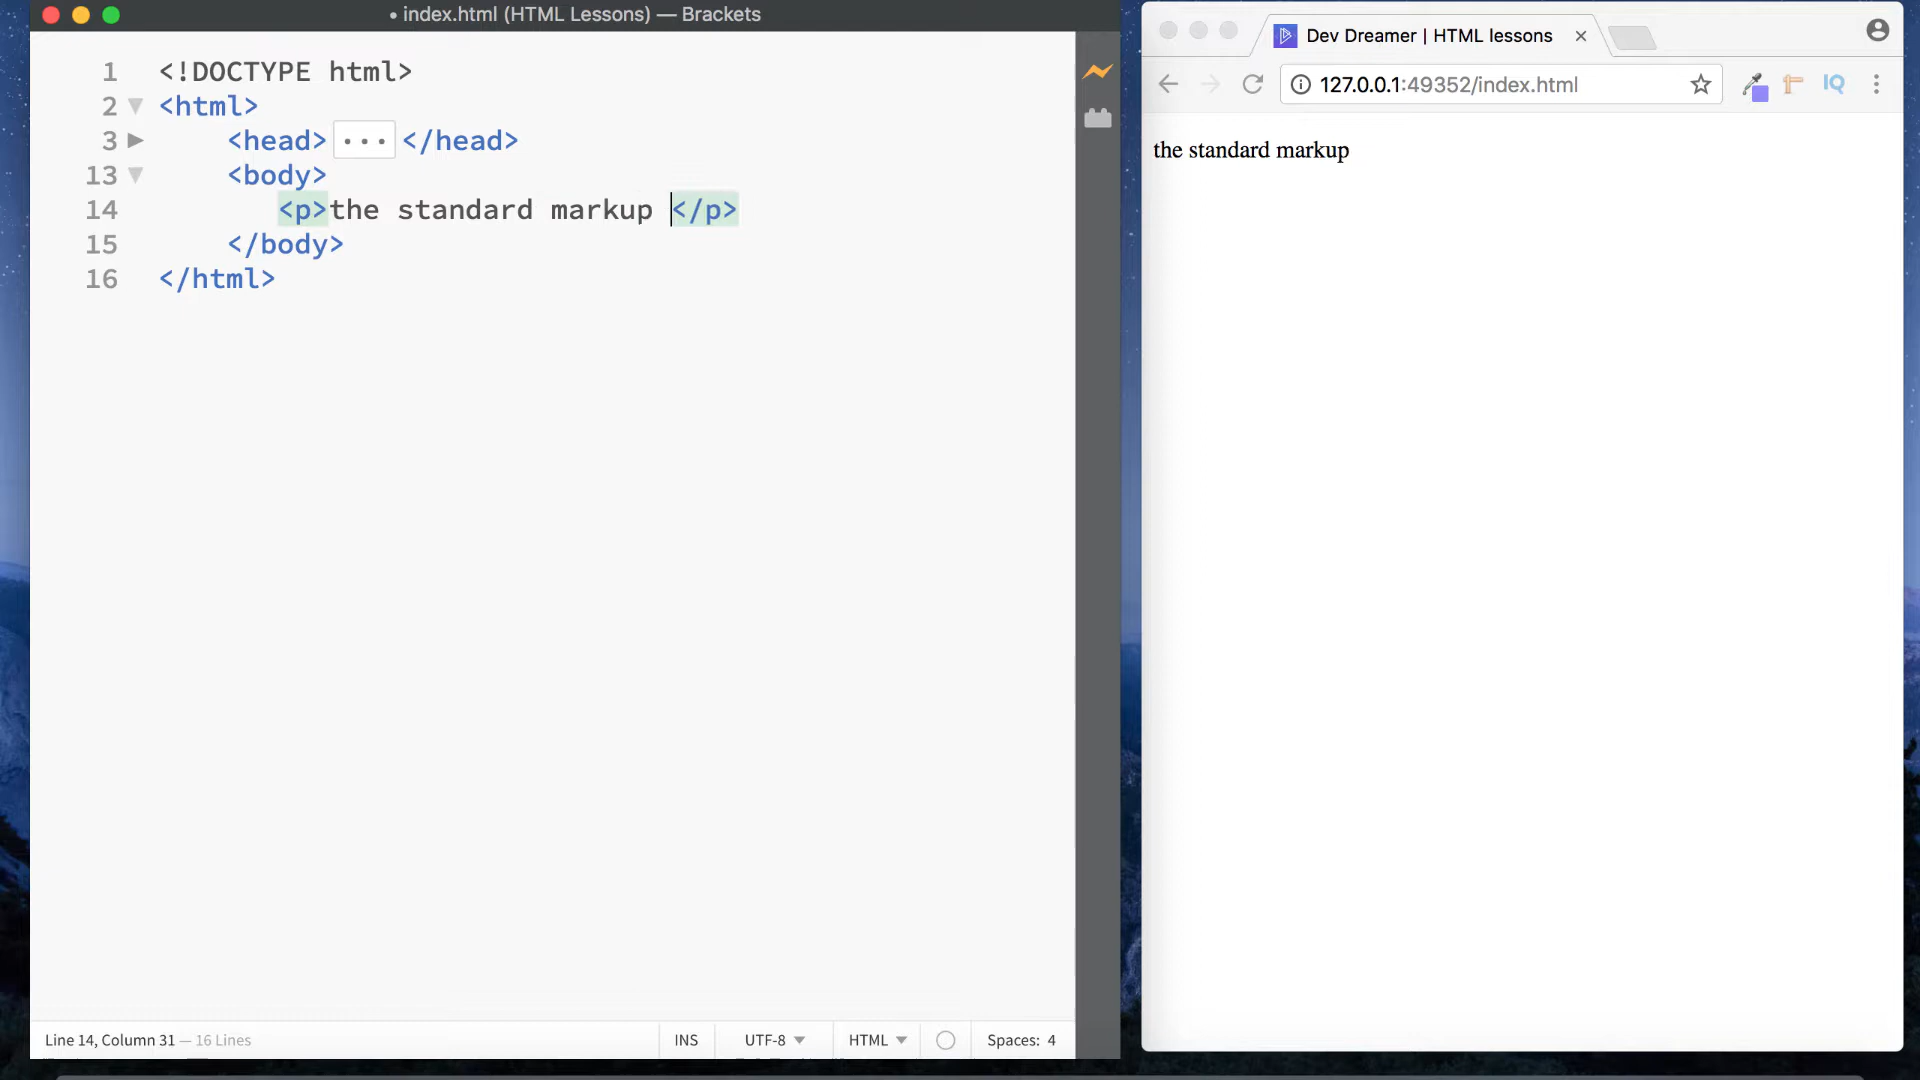 • index.html (HTML Lessons) — Brackets
1 <!DOCTYPE html>
2 <html>
3 <head> ... </head>
13 <body>
14 <p>the standard markup </p>
15 </body>
16 </html>
Line 14, Column 31 — 16 Lines
INS
UTF-8
HTML
Spaces: 4
Dev Dreamer | HTML lessons
127.0.0.1:49352/index.html
IQ
the standard markup